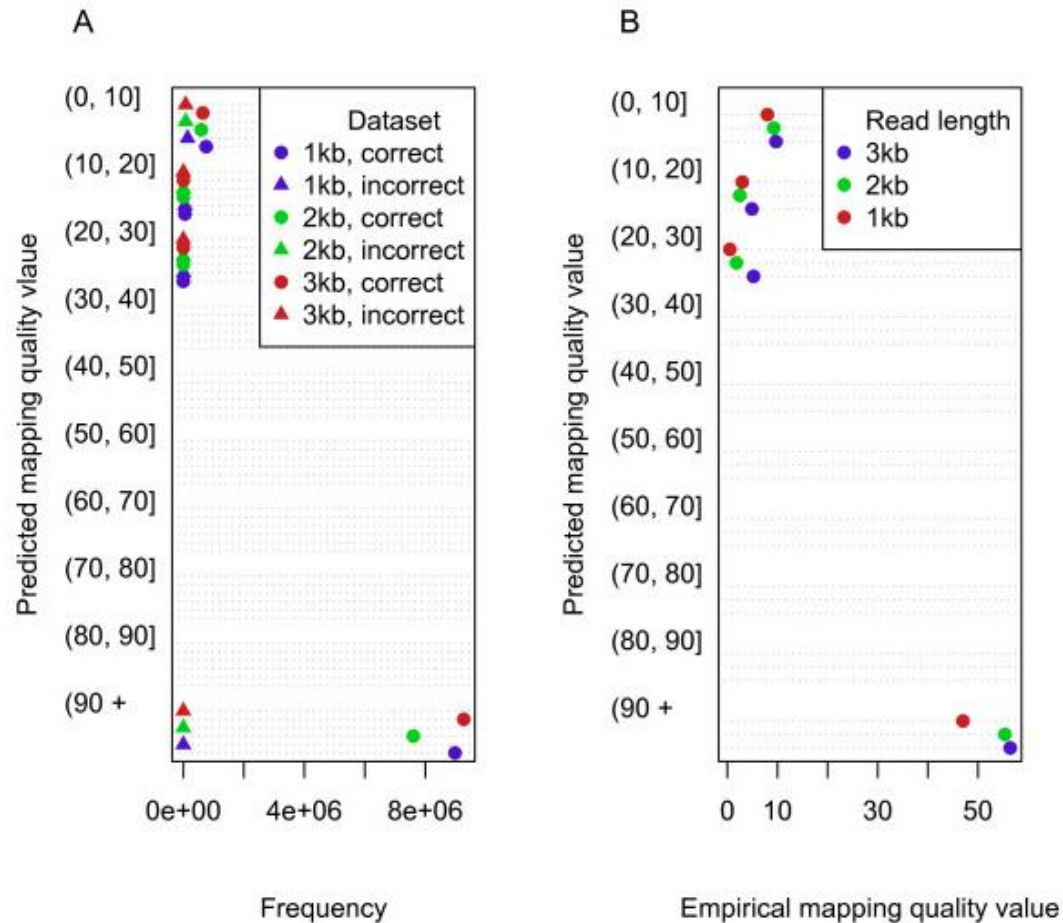 A
Predicted mapping quality vlaue
(0, 10]
(10, 20]
(20, 30]
(30, 40]
(40, 50]
(50, 60]
(60, 70]
(70, 80]
(80, 90]
(90 +
Dataset
1kb, correct
1kb, incorrect
2kb, correct
2kb, incorrect
3kb, correct
3kb, incorrect
0e+00 4e+06 8e+06
Frequency
B
Predicted mapping quality value
(0, 10]
(10, 20]
(20, 30]
(30, 40]
(40, 50]
(50, 60]
(60, 70]
(70, 80]
(80, 90]
(90 +
Read length
3kb
2kb
1kb
0 10 30 50
Empirical mapping quality value